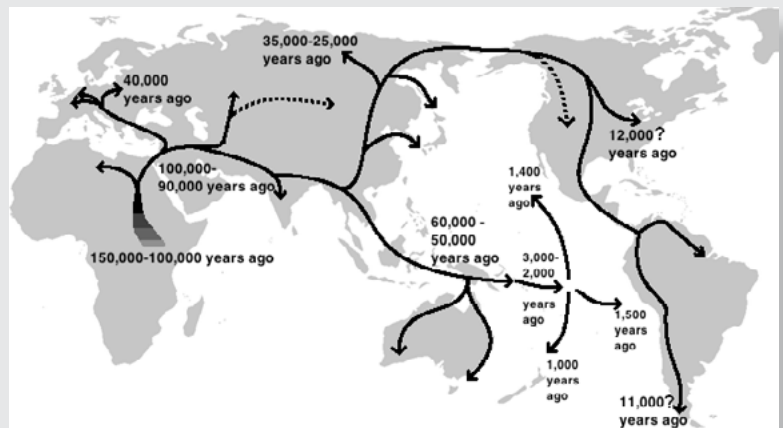 35,000-25,000
years ago
40,000
years ago
100,000-
90,000 years ago
150,000-100,000 years ago
60,000 -
50,000
years ago
1,400
years
ago
3,000-
2,000
years
ago
1,500
years
ago
1,000
years
ago
12,000?
years ago
11,000?
years ago